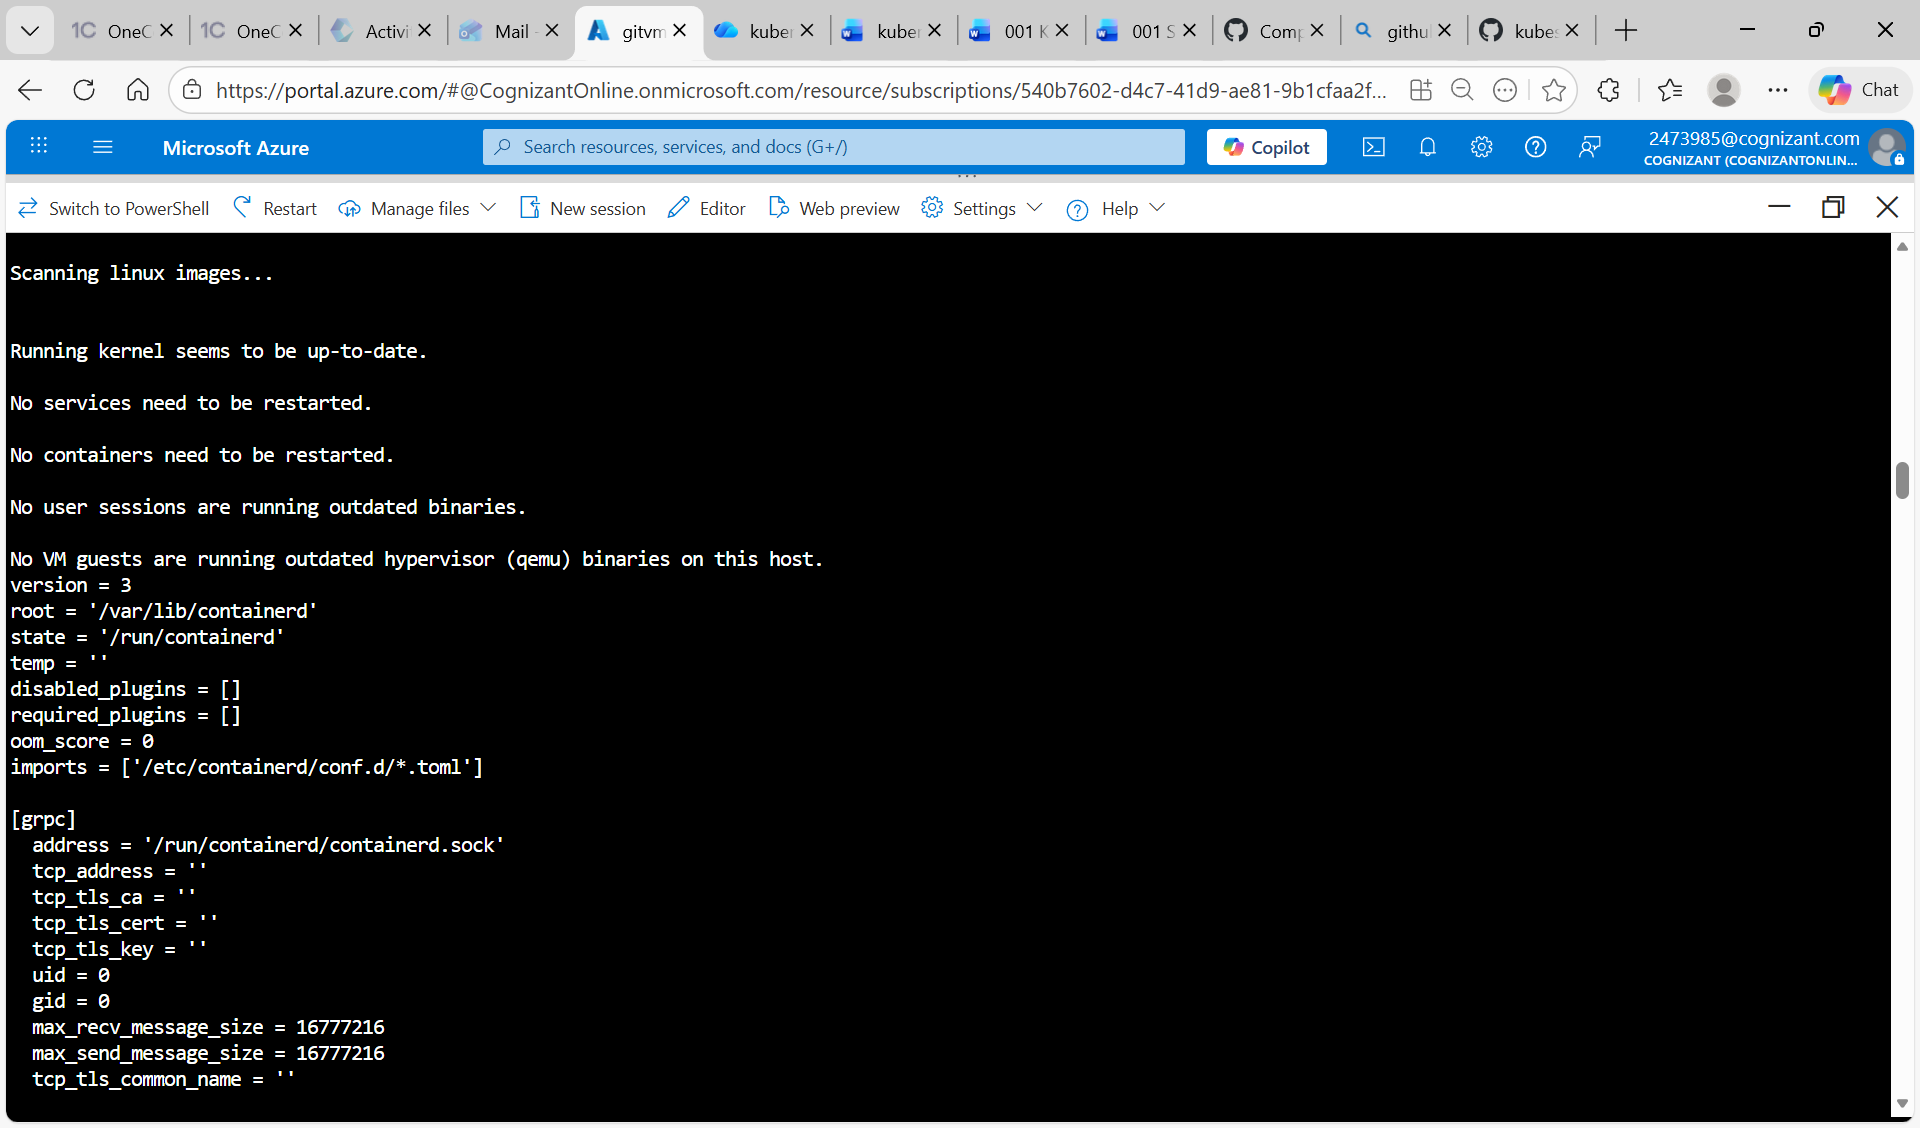 OneC
OneC
Activi
Mail -
gitvm
kuber
kuber
001 K
001 S
Comp
githu
kubes
https://portal.azure.com/#@CognizantOnline.onmicrosoft.com/resource/subscriptions/540b7602-d4c7-41d9-ae81-9b1cfaa2f...
Chat
Microsoft Azure
Search resources, services, and docs (G+/)
Copilot
2473985@cognizant.com
COGNIZANT (COGNIZANTONLIN...
Switch to PowerShell
Restart
Manage files
New session
Editor
Web preview
Settings
Help
Scanning linux images...
Running kernel seems to be up-to-date.
No services need to be restarted.
No containers need to be restarted.
No user sessions are running outdated binaries.
No VM guests are running outdated hypervisor (qemu) binaries on this host.
version = 3
root = '/var/lib/containerd'
state = '/run/containerd'
temp = ''
disabled_plugins = []
required_plugins = []
oom_score = 0
imports = ['/etc/containerd/conf.d/*.toml']
[grpc]
address = '/run/containerd/containerd.sock'
tcp_address = ''
tcp_tls_ca = ''
tcp_tls_cert = ''
tcp_tls_key = ''
uid = 0
gid = 0
max_recv_message_size = 16777216
max_send_message_size = 16777216
tcp_tls_common_name = ''